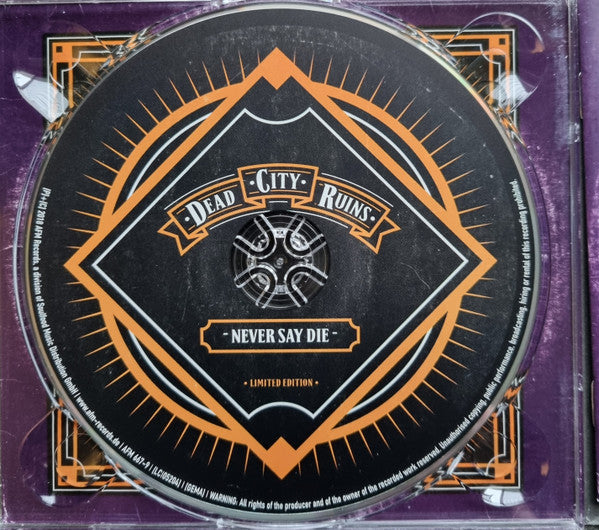 ·DEAD ·CITY· RUINS·
- NEVER SAY DIE -
• LIMITED EDITION •
(P)+(C) 2018 AFM Records, a division of Soulfood Music Distribution GmbH | www.afm-records.de | AFM 667-9 | (LC)05206) | (GEMA) | WARNING: All rights of the producer and of the owner of the recorded work reserved. Unauthorised copying, public performance, broadcasting, hiring or rental of this recording prohibited.